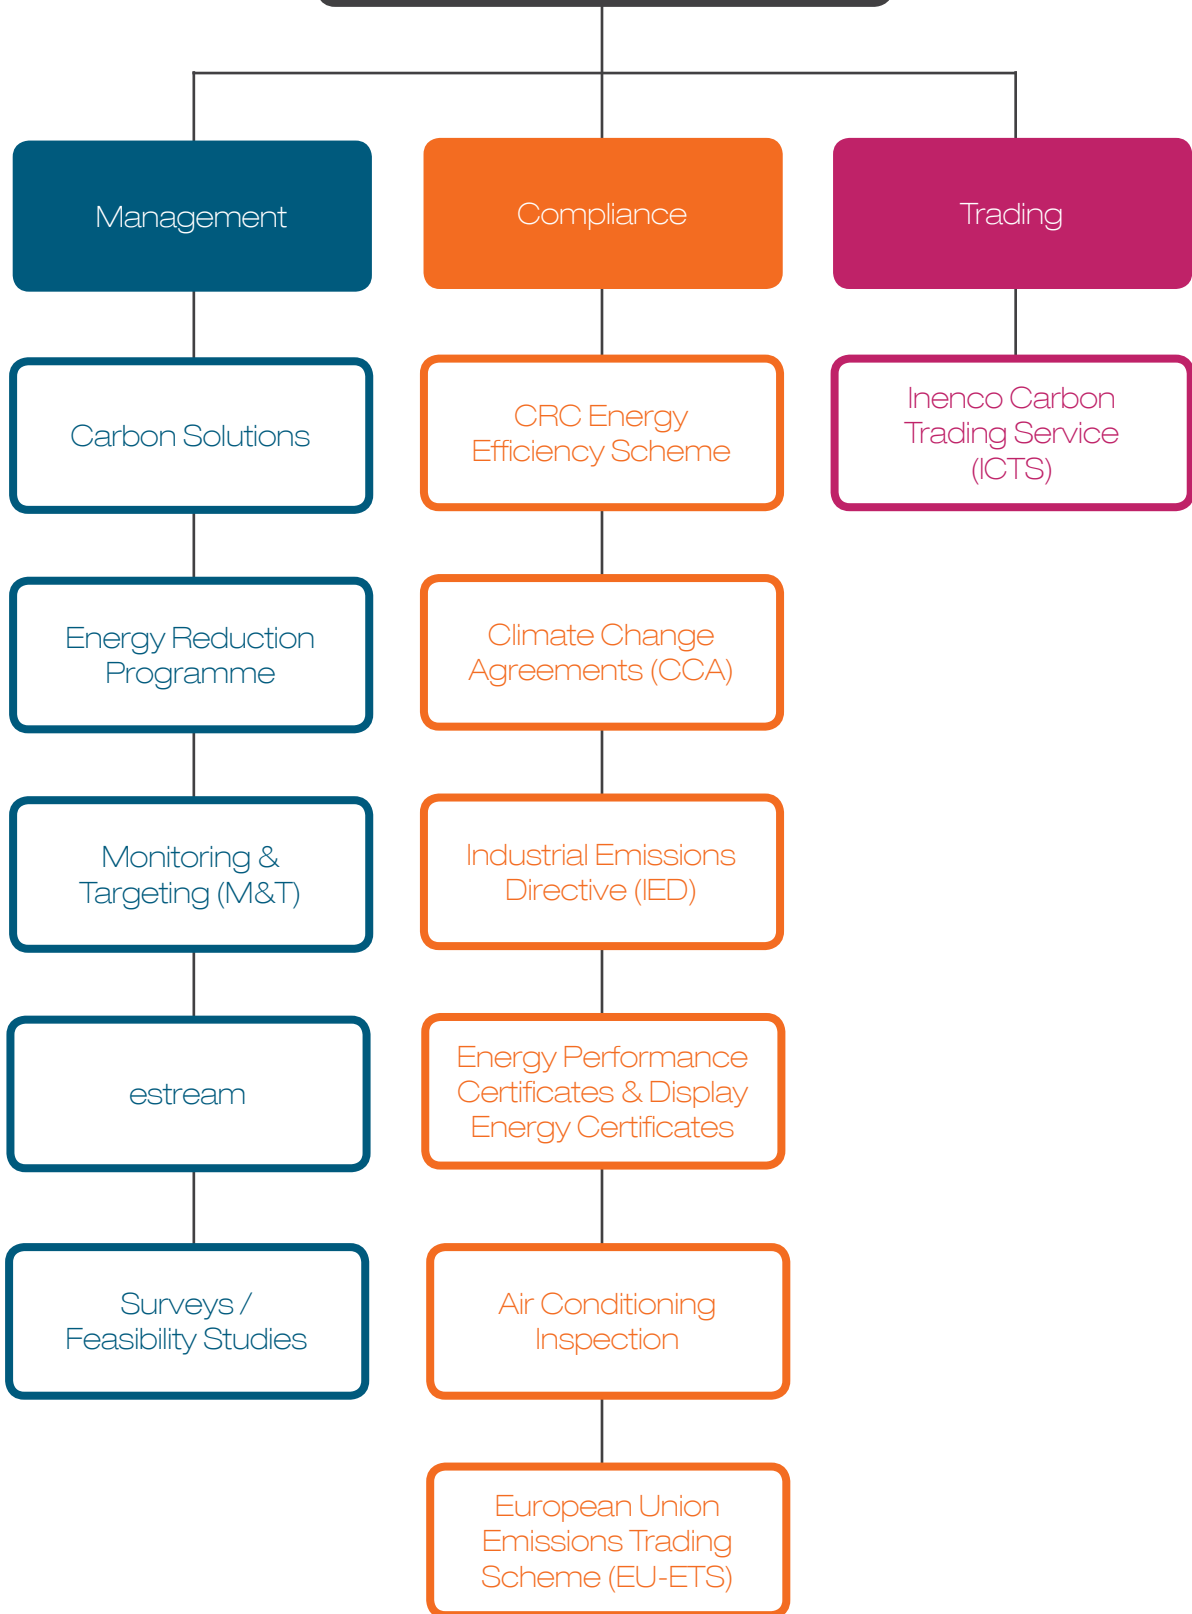 Management
Compliance
Trading
Carbon Solutions
Energy Reduction
Programme
Monitoring &
Targeting (M&T)
estream
Surveys /
Feasibility Studies
CRC Energy
Efficiency Scheme
Climate Change
Agreements (CCA)
Industrial Emissions
Directive (IED)
Energy Performance
Certificates & Display
Energy Certificates
Air Conditioning
Inspection
European Union
Emissions Trading
Scheme (EU-ETS)
Inenco Carbon
Trading Service
(ICTS)